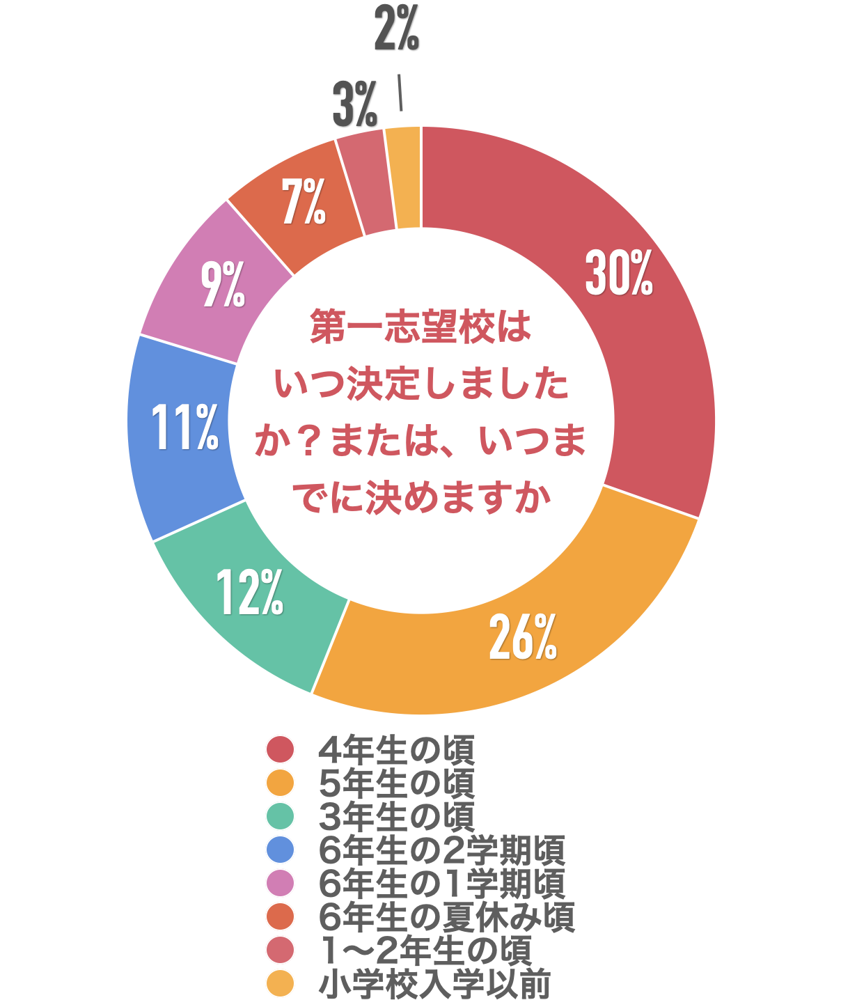 2%
3%
7%
30%
9%
第一志望校は
いつ決定しました
か？または、いつま
でに決めますか
11%
12%
26%
4年生の頃
5年生の頃
3年生の頃
6年生の2学期頃
6年生の1学期頃
6年生の夏休み頃
1〜2年生の頃
小学校入学以前